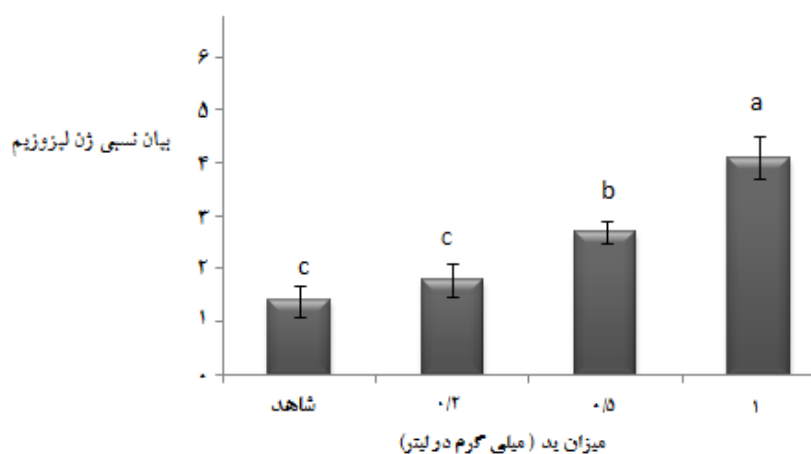 ۶
۵
a
بیان نسبی ژن لیزوزیم
۴
b
۳
c
c
۲
۱
۰
شاهد
۰/۲
۰/۵
۱
میزان ید ( میلی گرم در لیتر)